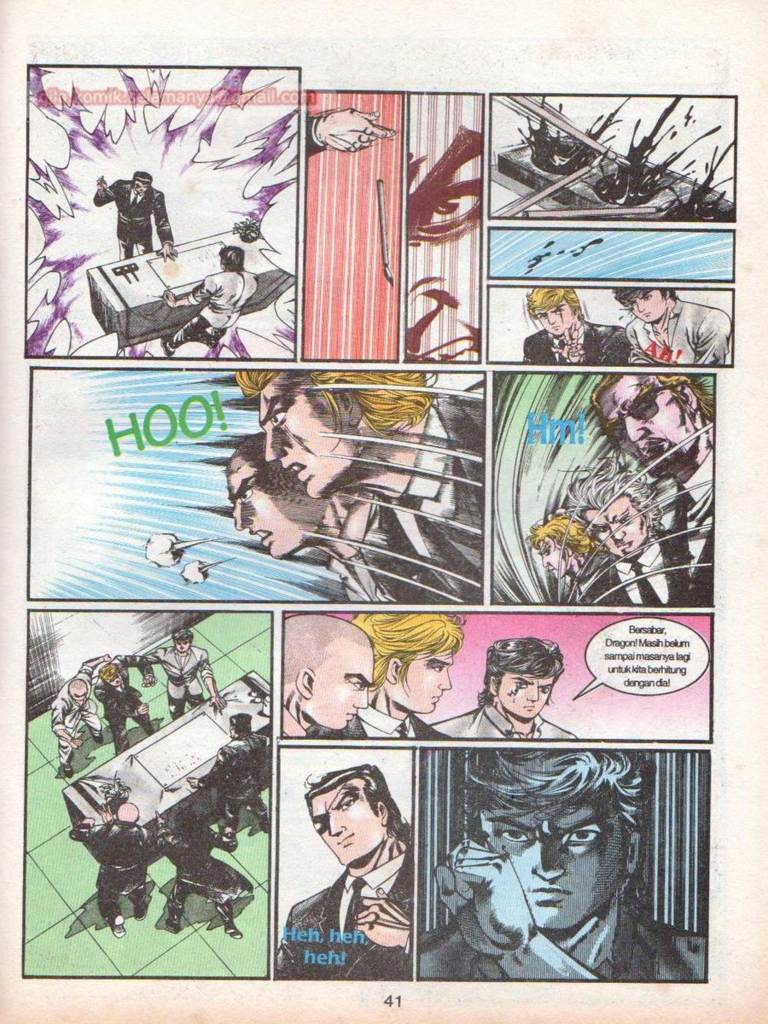 AH!
HOO!
Hm!
Bersabar,
Dragon! Masih belum
sampai masanya lagi
untuk kita berhitung
dengan dia!
Heh, heh,
heh!
41